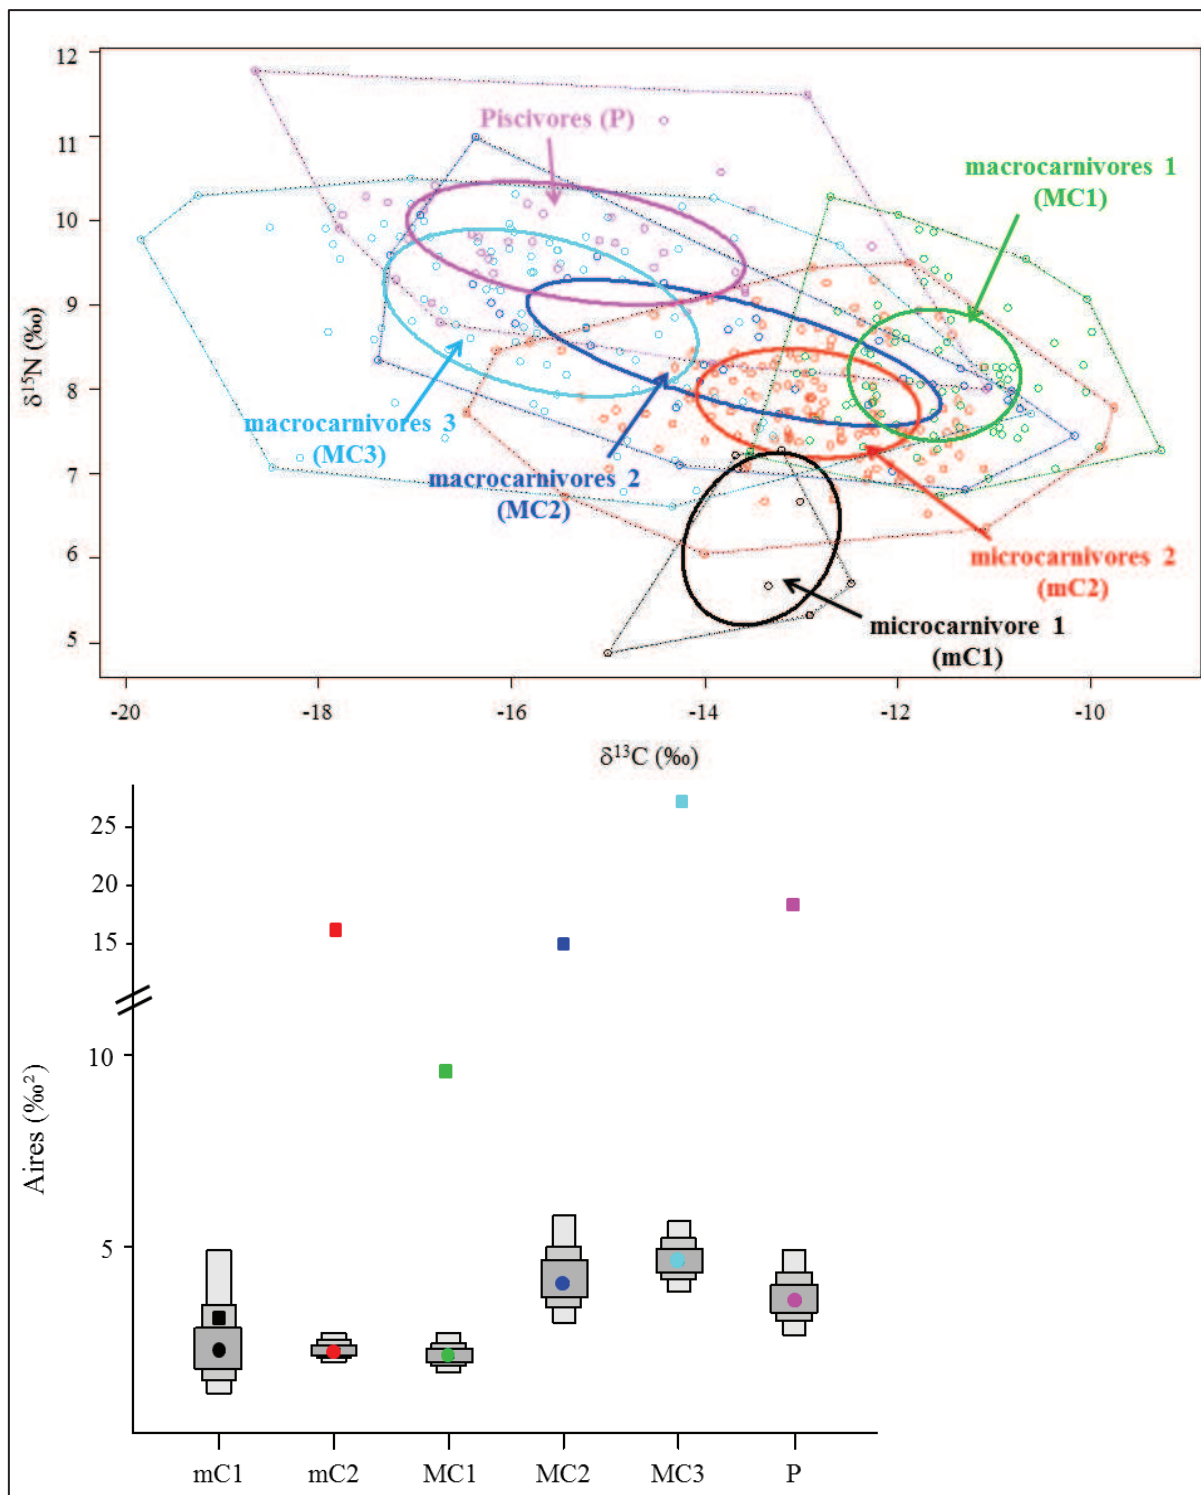 12
11
10
9
8
7
6
5
δ¹⁵N (‰)
Piscivores (P)
macrocarnivores 1
(MC1)
macrocarnivores 3
(MC3)
macrocarnivores 2
(MC2)
microcarnivores 2
(mC2)
microcarnivore 1
(mC1)
-20 -18 -16 -14 -12 -10
δ¹³C (‰)
25
20
15
10
5
Aires (‰²)
mC1 mC2 MC1 MC2 MC3 P